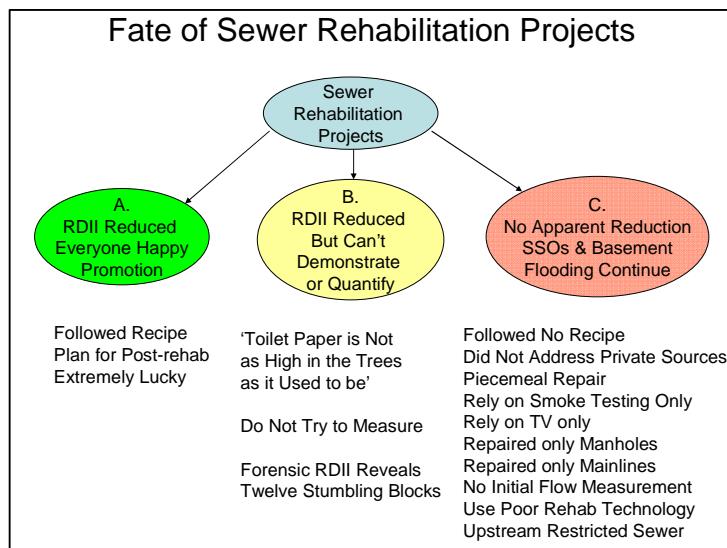 Fate of Sewer Rehabilitation Projects
Sewer
Rehabilitation
Projects
A.
RDII Reduced
Everyone Happy
Promotion
B.
RDII Reduced
But Can't
Demonstrate
or Quantify
C.
No Apparent Reduction
SSOs & Basement
Flooding Continue
Followed Recipe
Plan for Post-rehab
Extremely Lucky
‘Toilet Paper is Not
as High in the Trees
as it Used to be’
Do Not Try to Measure
Forensic RDII Reveals
Twelve Stumbling Blocks
Followed No Recipe
Did Not Address Private Sources
Piecemeal Repair
Rely on Smoke Testing Only
Rely on TV only
Repaired only Manholes
Repaired only Mainlines
No Initial Flow Measurement
Use Poor Rehab Technology
Upstream Restricted Sewer